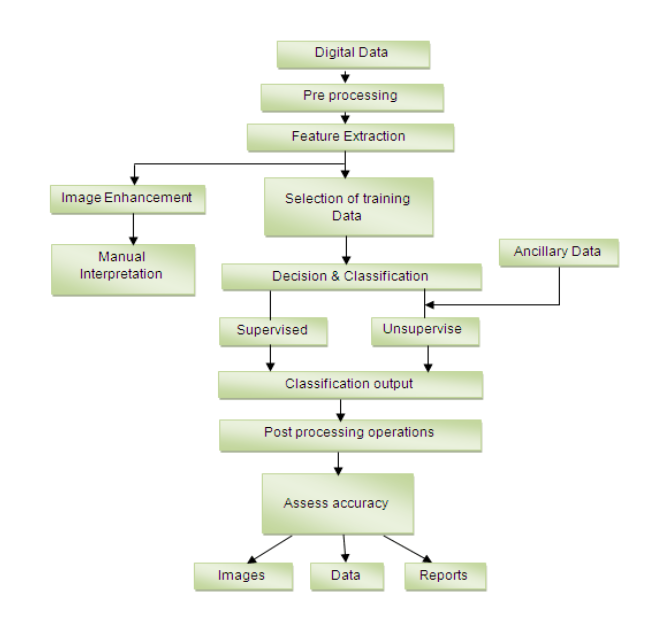 Digital Data
Pre processing
Feature Extraction
Image Enhancement
Selection of training
Data
Manual
Interpretation
Ancillary Data
Decision & Classification
Supervised
Unsupervise
Classification output
Post processing operations
Assess accuracy
Images
Data
Reports